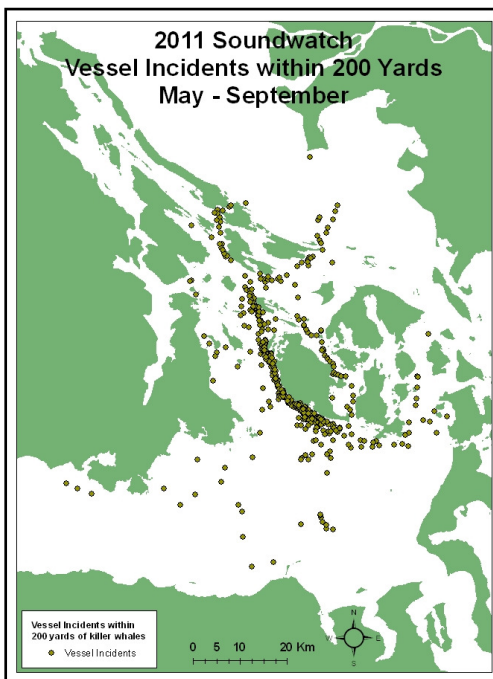 2011 Soundwatch
Vessel Incidents within 200 Yards
May - September
Vessel Incidents within
200 yards of killer whales
Vessel Incidents
0 5 10 20 Km
N
W E
S